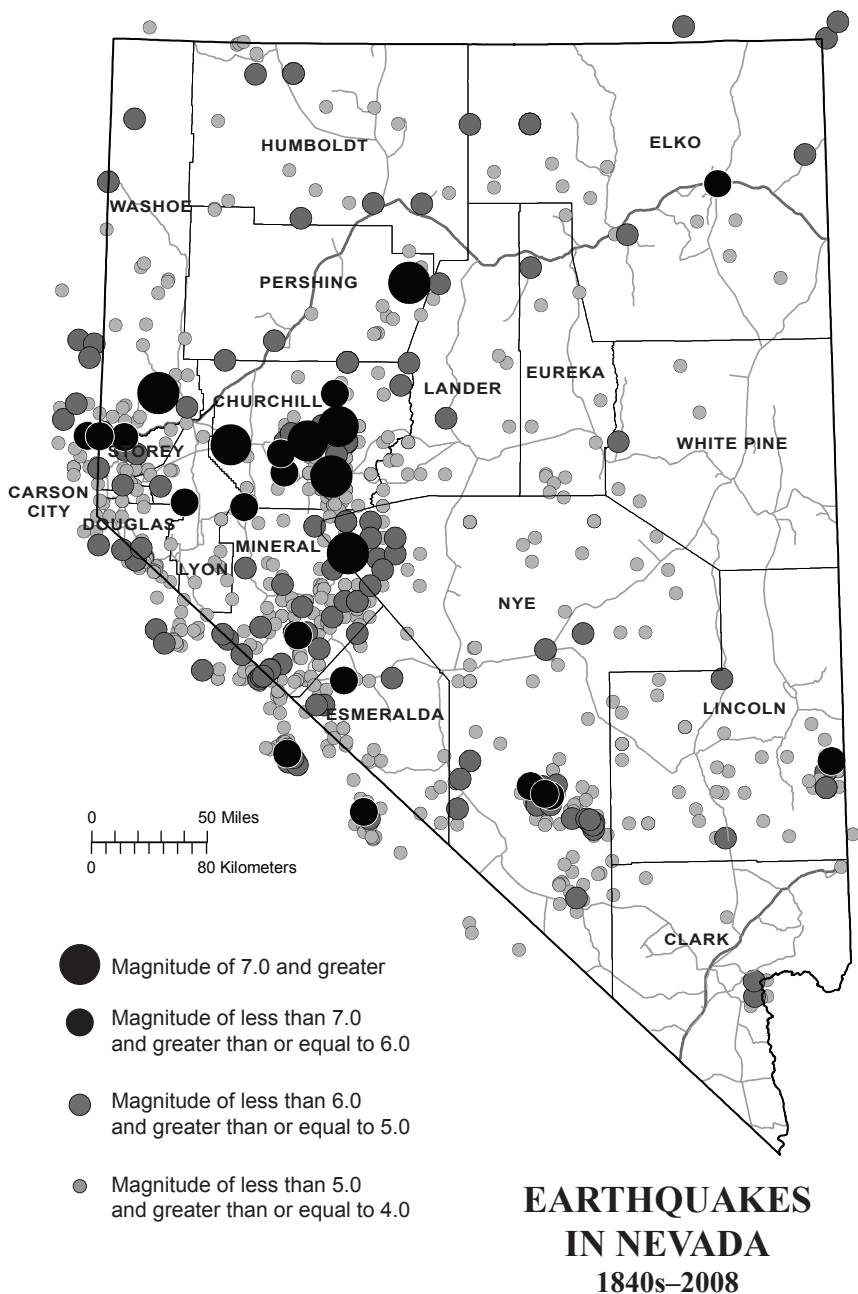 HUMBOLDT
ELKO
WASHOE
PERSHING
EUREKA
LANDER
CHURCHILL
WHITE PINE
STOREY
CARSON
CITY
DOUGLAS
MINERAL
LYON
NYE
LINCOLN
ESMERALDA
0 50 Miles
0 80 Kilometers
CLARK
Magnitude of 7.0 and greater
Magnitude of less than 7.0
and greater than or equal to 6.0
Magnitude of less than 6.0
and greater than or equal to 5.0
Magnitude of less than 5.0
and greater than or equal to 4.0
EARTHQUAKES
IN NEVADA
1840s–2008